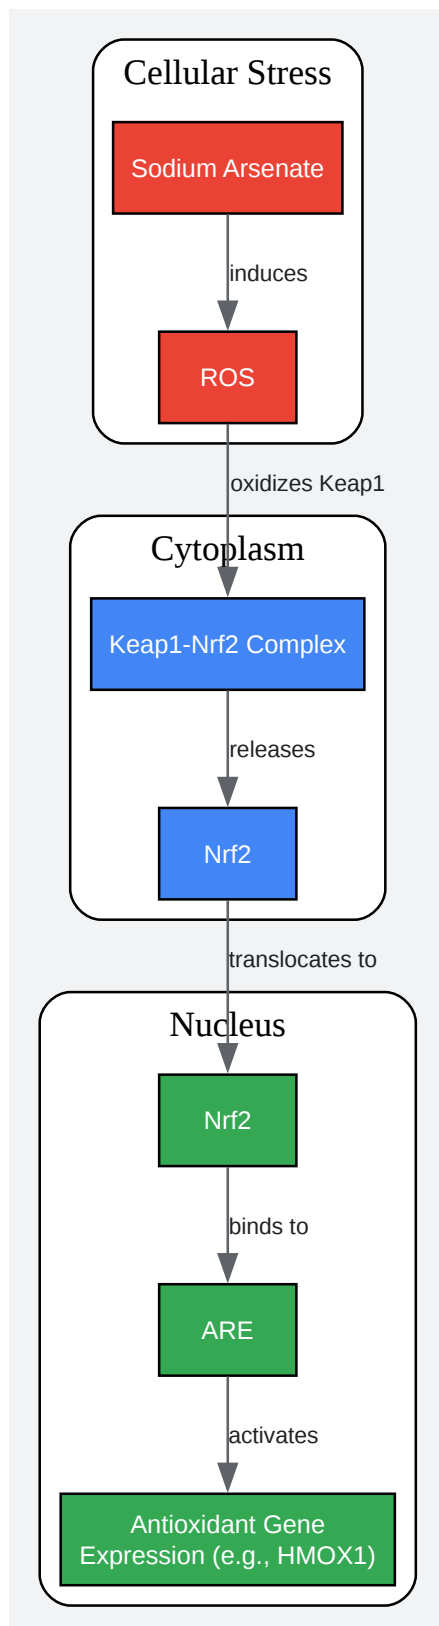 Cellular Stress
Sodium Arsenate
induces
ROS
oxidizes Keap1
Cytoplasm
Keap1-Nrf2 Complex
releases
Nrf2
translocates to
Nucleus
Nrf2
binds to
ARE
activates
Antioxidant Gene
Expression (e.g., HMOX1)